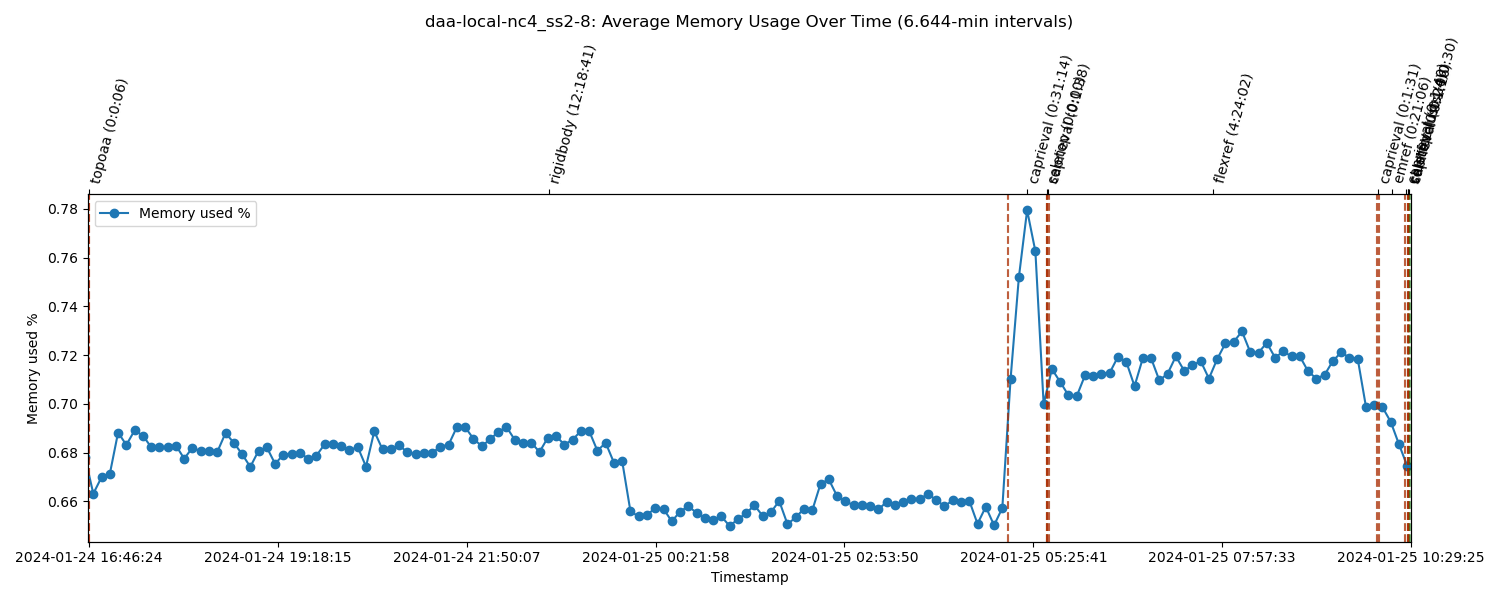 daa-local-nc4_ss2-8: Average Memory Usage Over Time (6.644-min intervals)
topoaa (0:0:06)
rigidbody (12:18:41)
caprieval (0:31:14)
flexref (4:24:02)
caprieval (0:1:31)
emref (0:21:06)
Memory used %
0.78
0.76
0.74
0.72
0.70
0.68
0.66
Memory used %
2024-01-24 16:46:24
2024-01-24 19:18:15
2024-01-24 21:50:07
2024-01-25 00:21:58
2024-01-25 02:53:50
2024-01-25 05:25:41
2024-01-25 07:57:33
2024-01-25 10:29:25
Timestamp